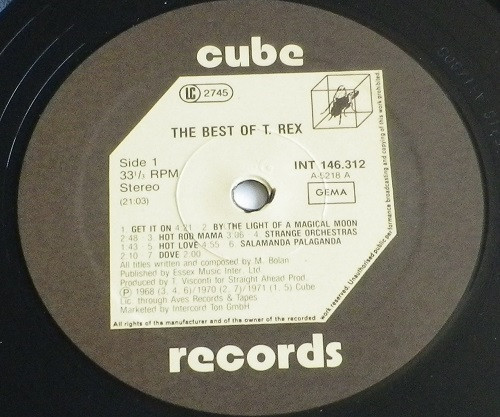 cube
LC 2745
THE BEST OF T. REX
Side 1
33 1/3 RPM
Stereo
(21:03)
INT 146.312
A-5218 A
GEMA
1. GET IT ON 4:21 2. BY THE LIGHT OF A MAGICAL MOON
2:48 3. HOT ROD MAMA 3:06 4. STRANGE ORCHESTRAS
1:43 5. HOT LOVE 4:55 6. SALAMANDA PALAGANDA
2:10 7. DOVE 2:00
All titles written and composed by M. Bolan
Published by Essex Music Inter. Ltd.
Produced by T. Visconti for Straight Ahead Prod.
Ⓟ 1968 (3, 4, 6)/1970 (2, 7)/1971 (1, 5) Cube
Lic. through Aves Records & Tapes
Marketed by Intercord Ton GmbH
All rights of the manufacturer and of the owner of the recorded
work reserved. Unauthorised public performance broadcasting and copying of this work prohibited
records